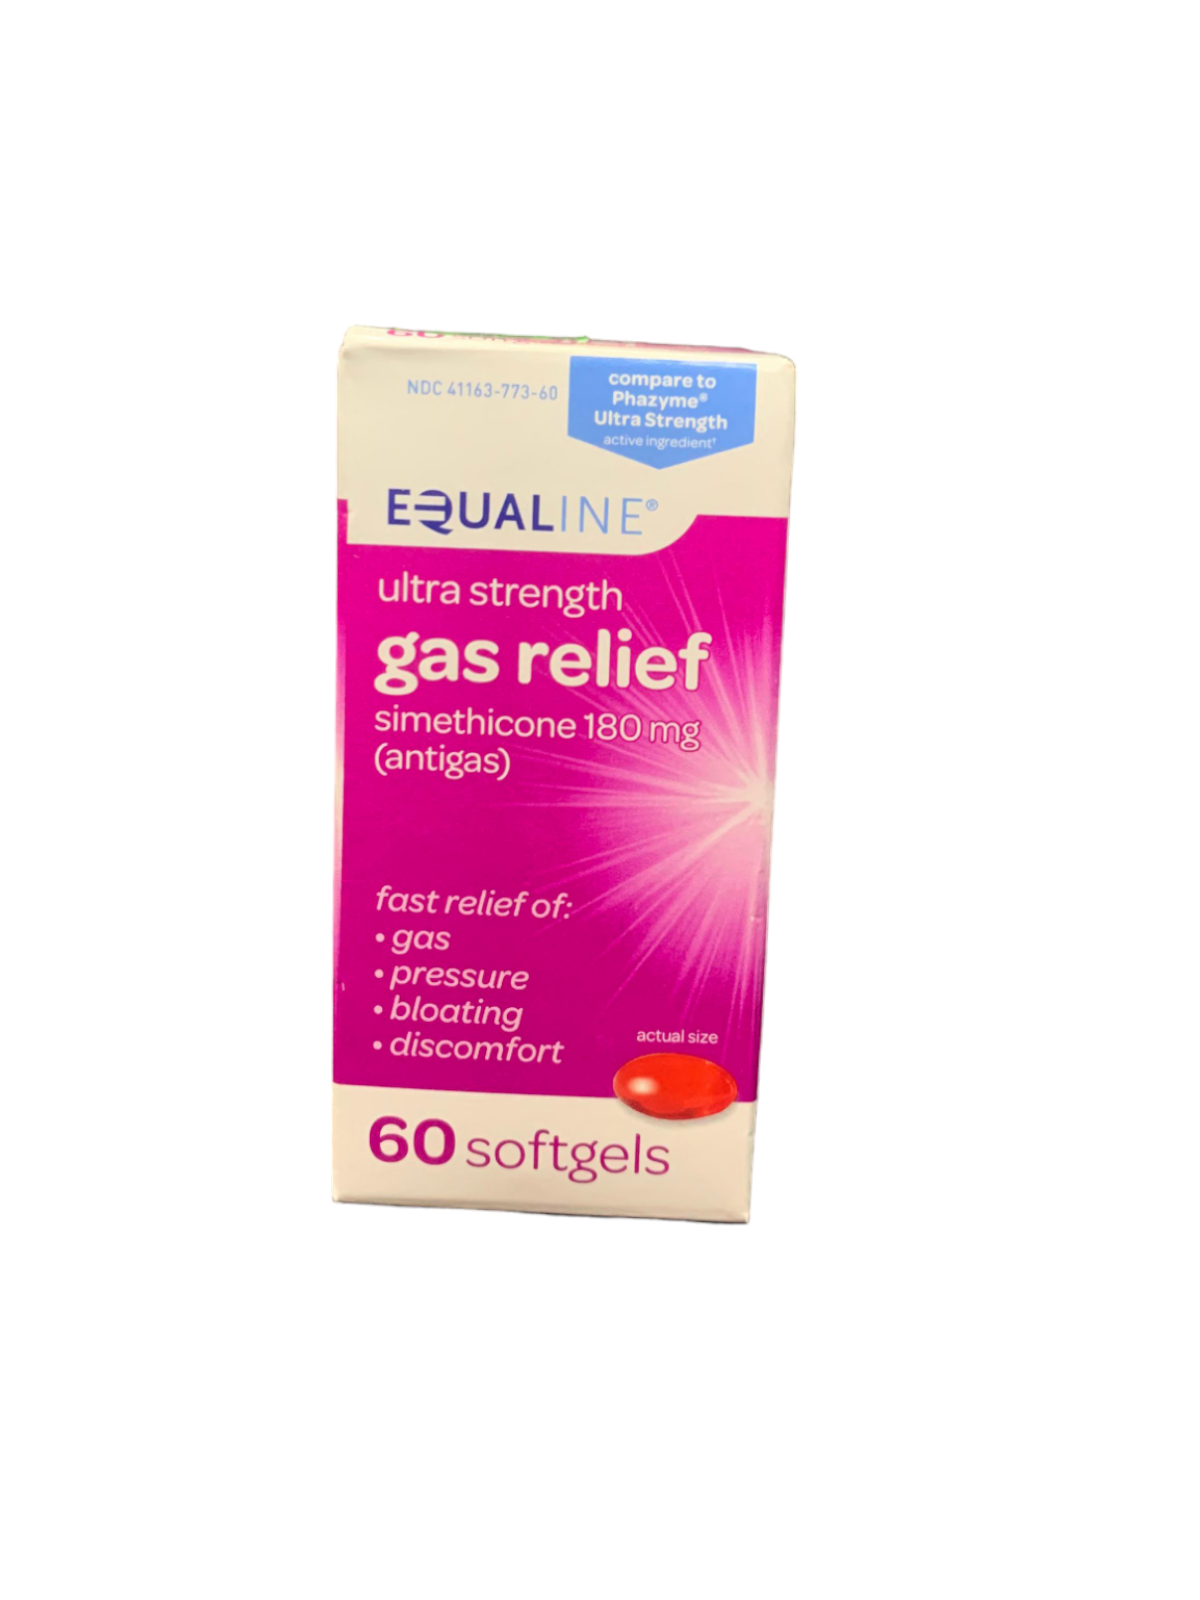 60
NDC 41163-773-60
compare to
Phazyme®
Ultra Strength
active ingredient†
EQUALINE®
ultra strength
gas relief
simethicone 180 mg
(antigas)
fast relief of:
• gas
• pressure
• bloating
• discomfort
actual size
60 softgels